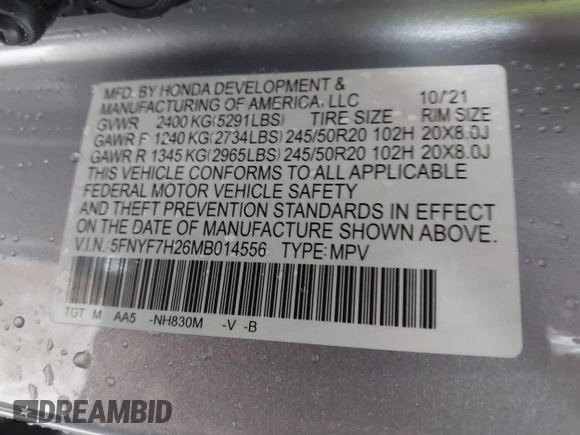 MFD. BY HONDA DEVELOPMENT &
MANUFACTURING OF AMERICA, LLC 10/21
GVWR 2400 KG(5291LBS) TIRE SIZE RIM SIZE
GAWR F 1240 KG(2734LBS) 245/50R20 102H 20X8.0J
GAWR R 1345 KG(2965LBS) 245/50R20 102H 20X8.0J
THIS VEHICLE CONFORMS TO ALL APPLICABLE
FEDERAL MOTOR VEHICLE SAFETY
AND THEFT PREVENTION STANDARDS IN EFFECT
ON THE DATE OF MANUFACTURE SHOWN ABOVE.
V.I.N.:5FNYF7H26MB014556 TYPE:MPV
TGT M AA5 -NH830M -V -B
DREAMBID